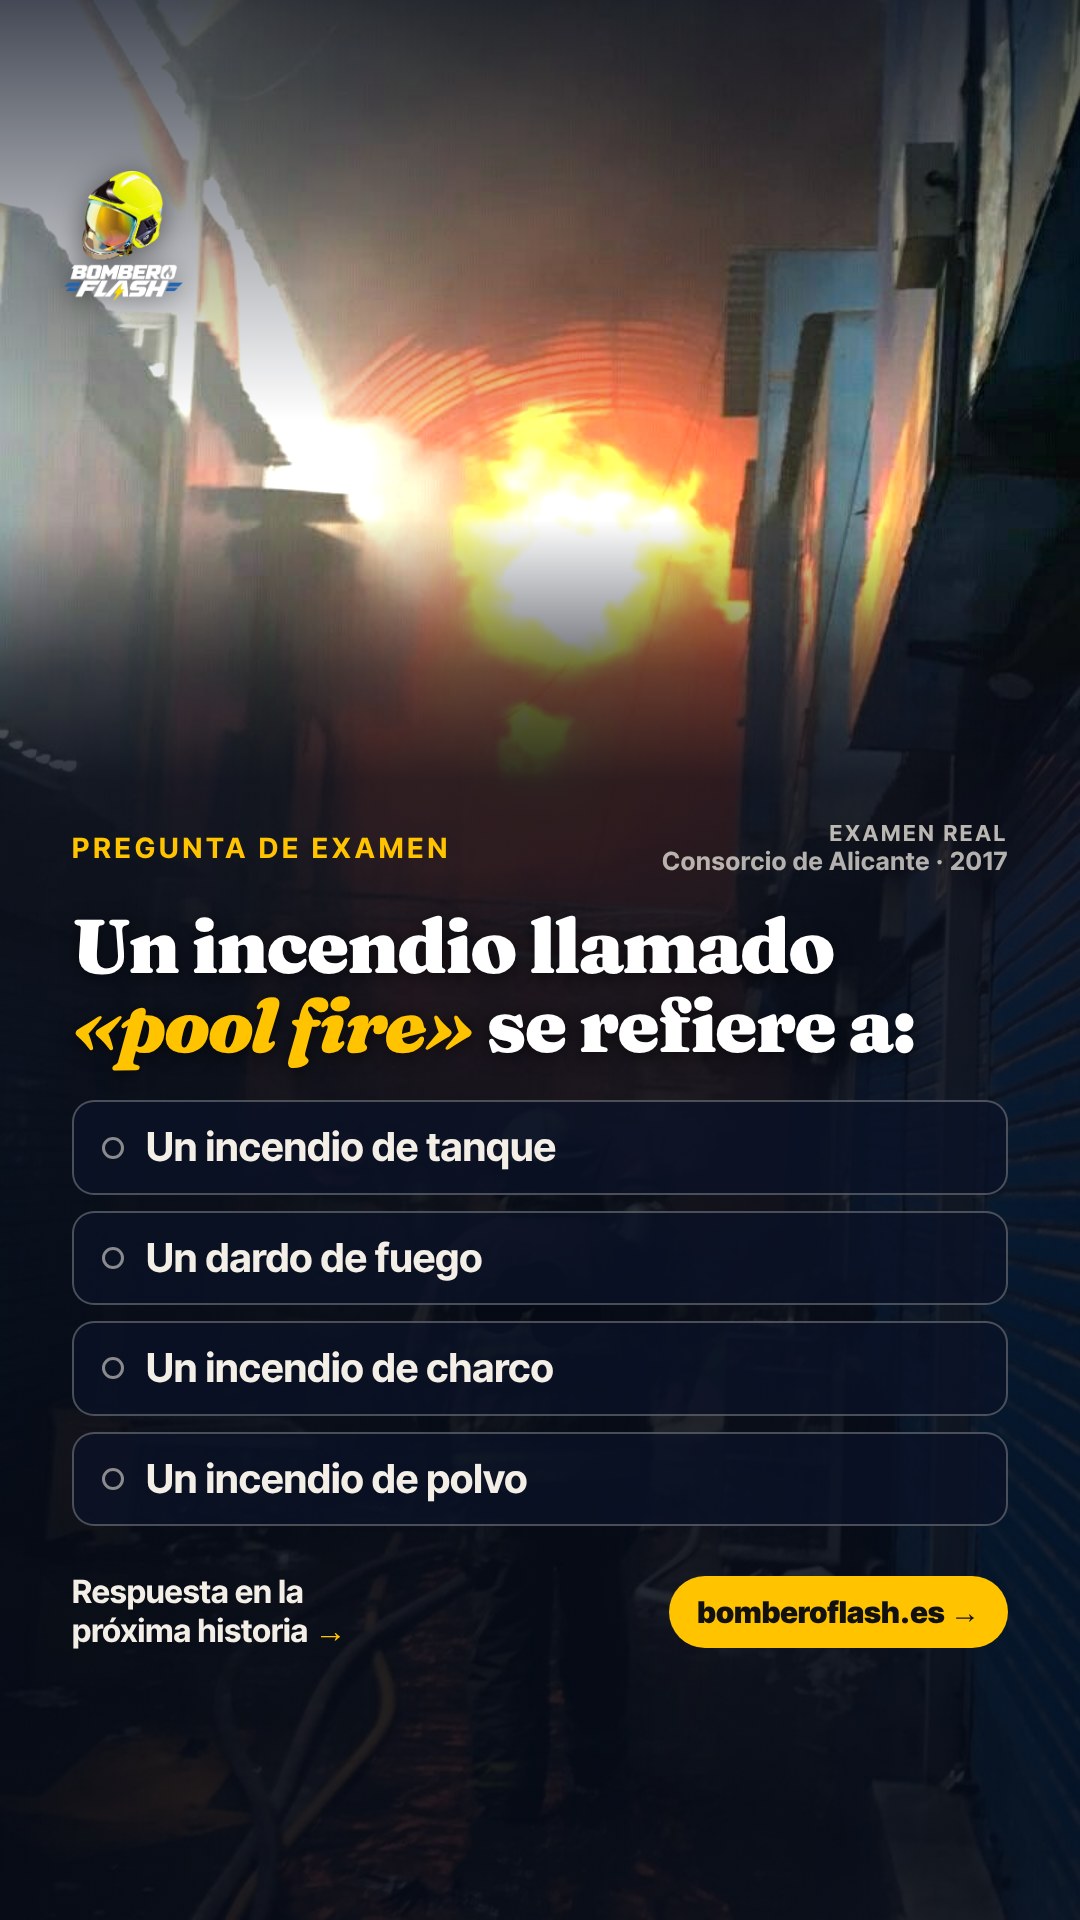 BOMBERO
FLASH
PREGUNTA DE EXAMEN
EXAMEN REAL
Consorcio de Alicante · 2017
Un incendio llamado
«pool fire» se refiere a:
Un incendio de tanque
Un dardo de fuego
Un incendio de charco
Un incendio de polvo
Respuesta en la
próxima historia →
bomberoflash.es →